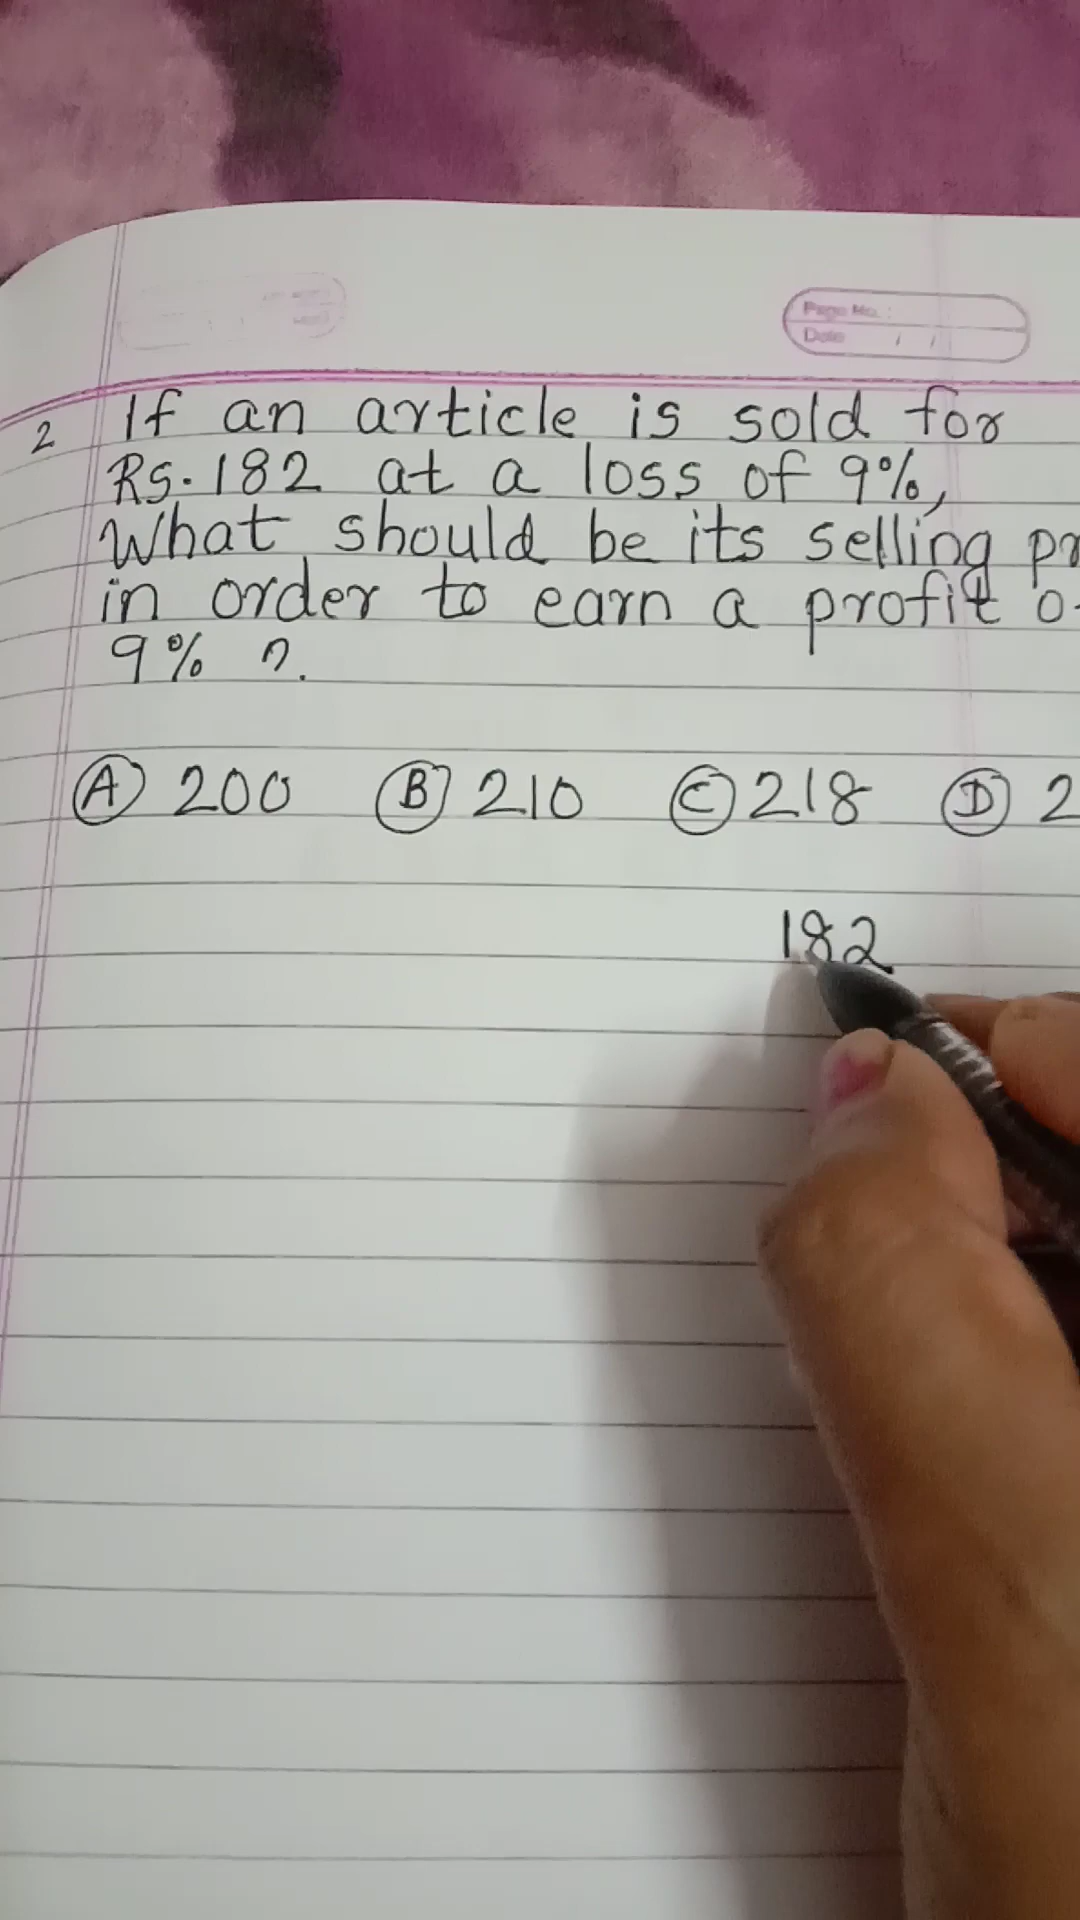 Page No. :
Date / /
2 If an article is sold for
Rs. 182 at a loss of 9%,
What should be its selling pr
in order to earn a profit o
9% ?.
(A) 200 (B) 210 (C) 218 (D) 2
182